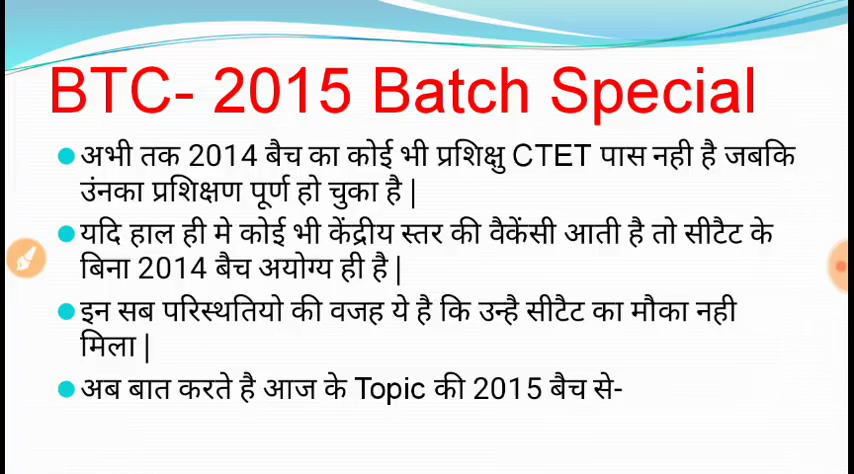 BTC- 2015 Batch Special
अभी तक 2014 बैच का कोई भी प्रशिक्षु CTET पास नही है जबकि
उंनका प्रशिक्षण पूर्ण हो चुका है |
यदि हाल ही मे कोई भी केंद्रीय स्तर की वैकेंसी आती है तो सीटैट के
बिना 2014 बैच अयोग्य ही है |
इन सब परिस्थतियो की वजह ये है कि उन्है सीटैट का मौका नही
मिला |
अब बात करते है आज के Topic की 2015 बैच से-